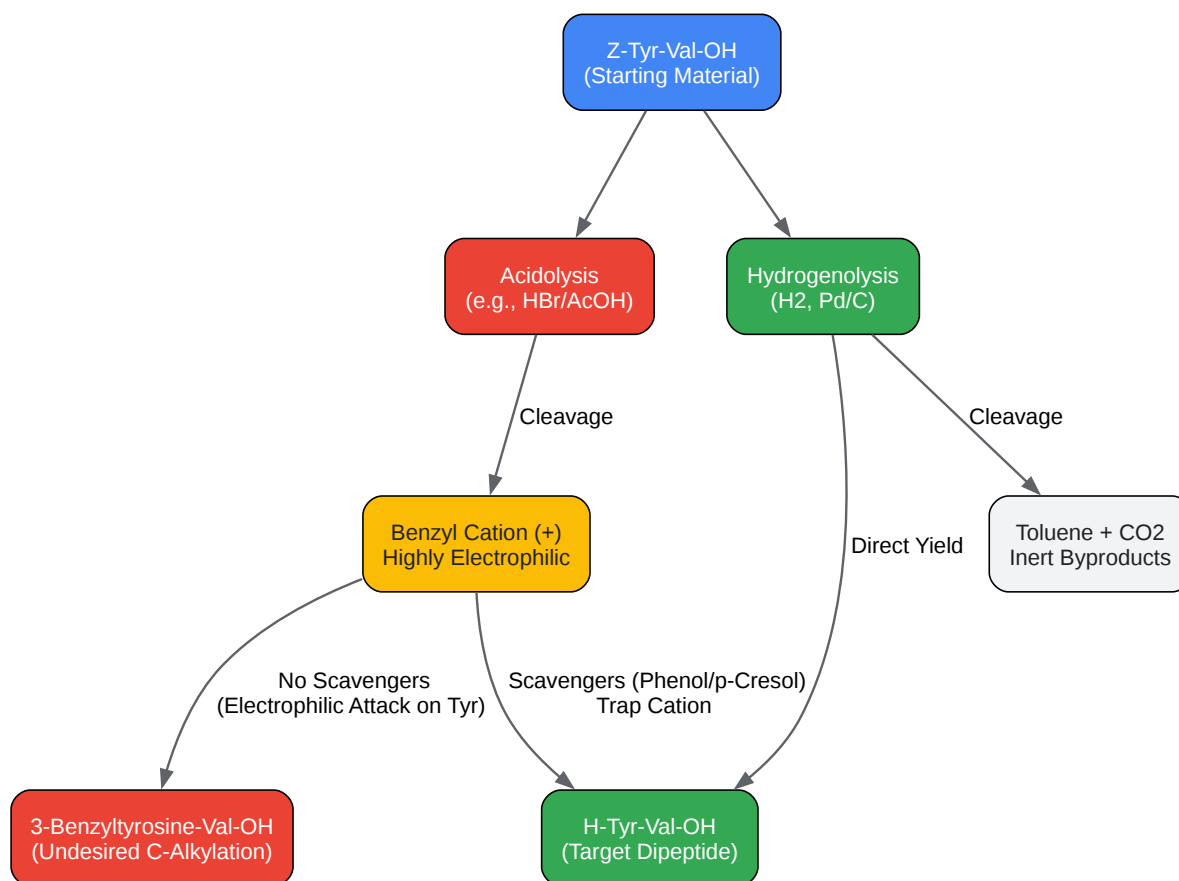 Z-Tyr-Val-OH
(Starting Material)
Acidolysis
(e.g., HBr/AcOH)
Hydrogenolysis
(H2, Pd/C)
Cleavage
Cleavage
Benzyl Cation (+)
Highly Electrophilic
Direct Yield
Toluene + CO2
Inert Byproducts
No Scavengers
(Electrophilic Attack on Tyr)
Scavengers (Phenol/p-Cresol)
Trap Cation
3-Benzyltyrosine-Val-OH
(Undesired C-Alkylation)
H-Tyr-Val-OH
(Target Dipeptide)